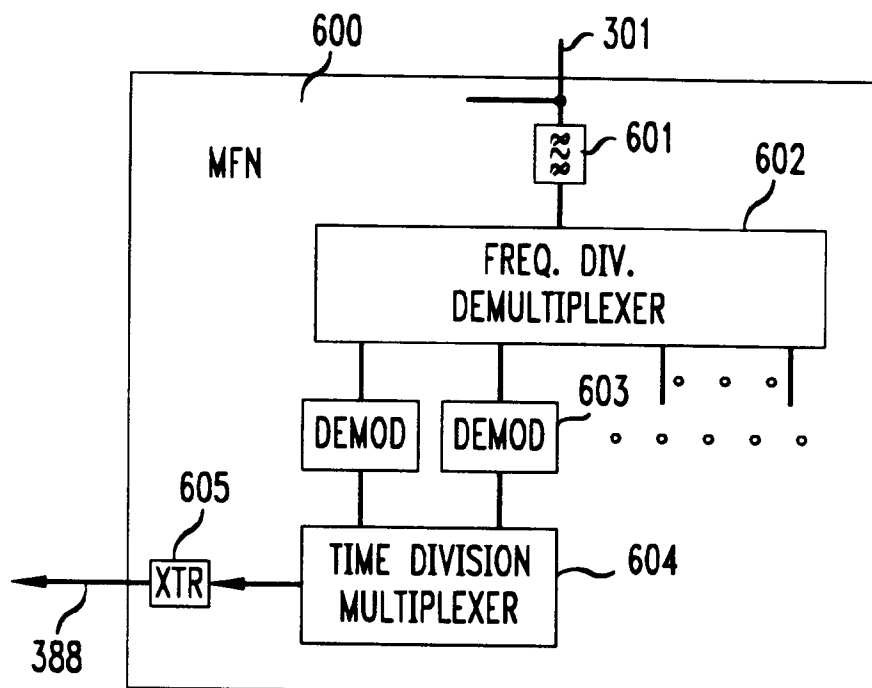 600
301
MFN
601
602
FREQ. DIV.
DEMULTIPLEXER
603
DEMOD
DEMOD
605
XTR
TIME DIVISION
MULTIPLEXER
604
388